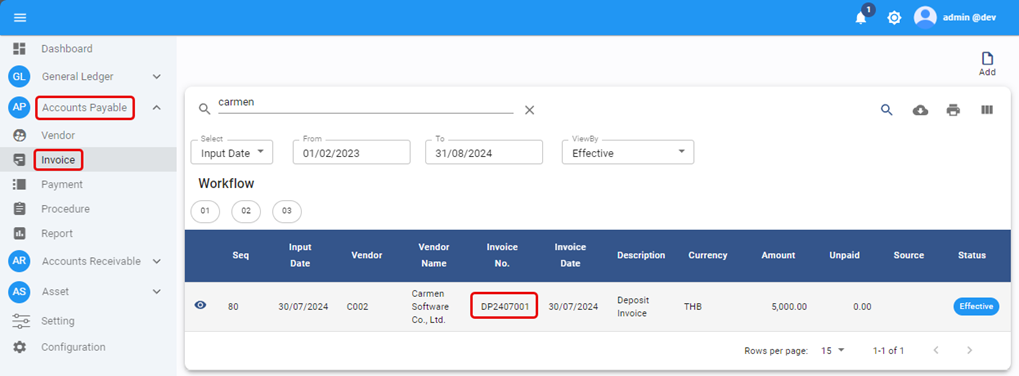 1
admin @dev
Dashboard
GL General Ledger
AP Accounts Payable
Vendor
Invoice
Payment
Procedure
Report
AR Accounts Receivable
AS Asset
Setting
Configuration
Add
carmen
Select From To ViewBy
Input Date 01/02/2023 31/08/2024 Effective
Workflow
01 02 03
Seq Input Date Vendor Vendor Name Invoice No. Invoice Date Description Currency Amount Unpaid Source Status
80 30/07/2024 C002 Carmen Software Co., Ltd. DP2407001 30/07/2024 Deposit Invoice THB 5,000.00 0.00 Effective
Rows per page: 15 1-1 of 1